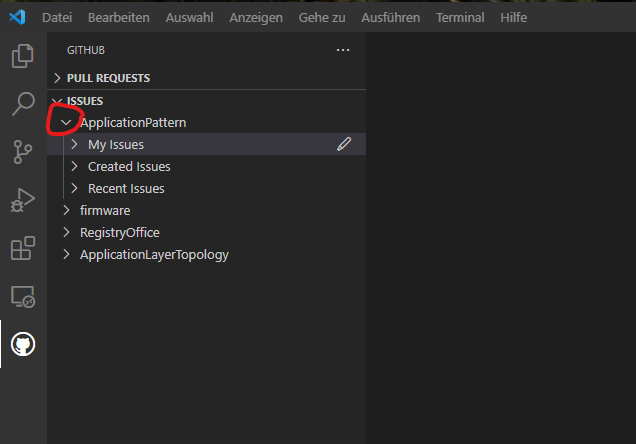 Datei Bearbeiten Auswahl Anzeigen Gehe zu Ausführen Terminal Hilfe
GITHUB
PULL REQUESTS
ISSUES
ApplicationPattern
My Issues
Created Issues
Recent Issues
firmware
RegistryOffice
ApplicationLayerTopology